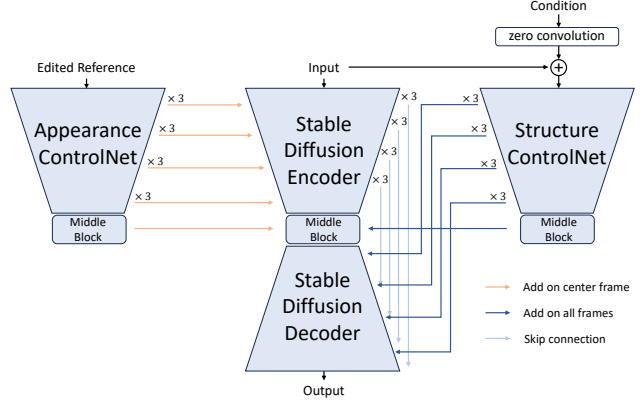 Condition
zero convolution
Edited Reference
Input
+
× 3
× 3
× 3
× 3
Appearance
ControlNet
× 3
× 3
× 3
× 3
Stable
Diffusion
Encoder
× 3
× 3
× 3
× 3
Structure
ControlNet
Middle
Block
Middle
Block
Middle
Block
Stable
Diffusion
Decoder
Add on center frame
Add on all frames
Skip connection
Output